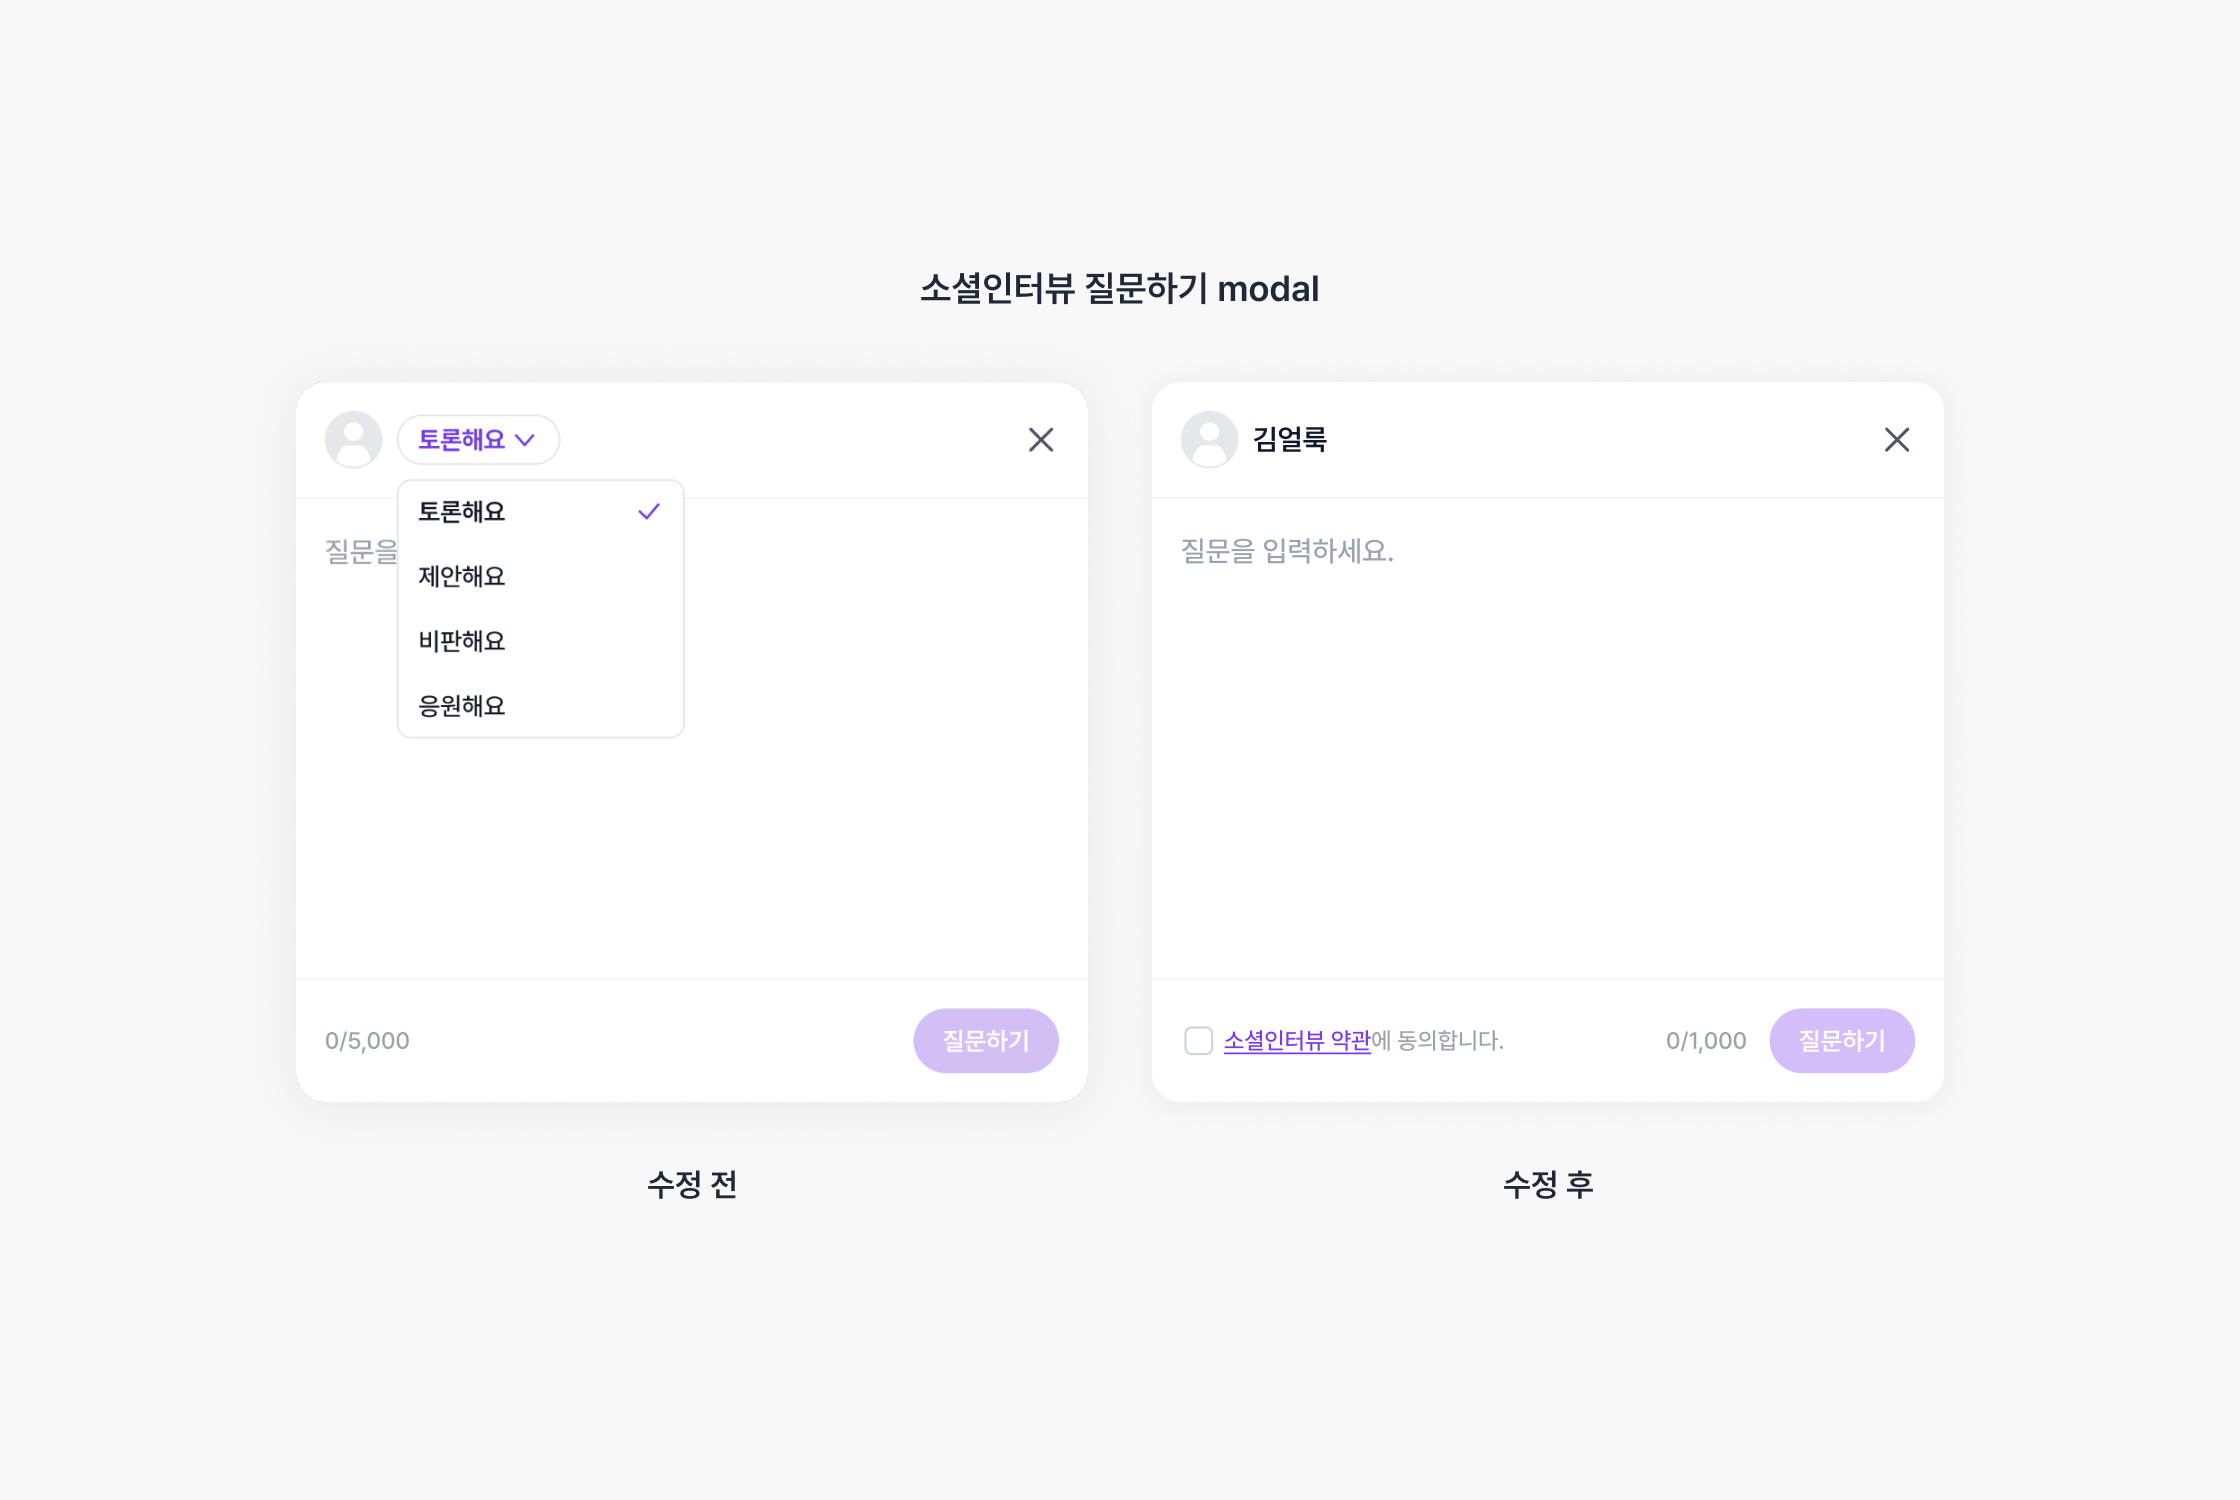 소셜인터뷰 질문하기 modal
토론해요
토론해요
제안해요
비판해요
응원해요
질문을
0/5,000
질문하기
수정 전
김얼룩
질문을 입력하세요.
소셜인터뷰 약관에 동의합니다.
0/1,000
질문하기
수정 후